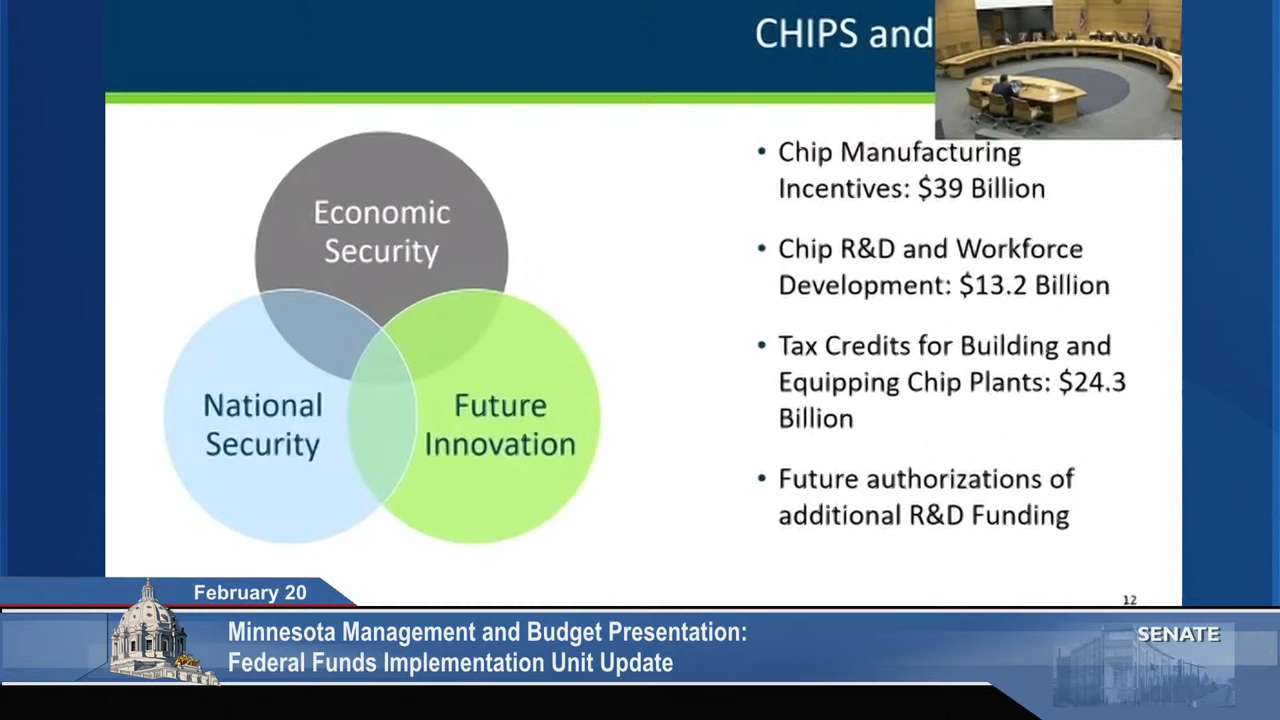 CHIPS and
Economic
Security
National
Security
Future
Innovation
• Chip Manufacturing
Incentives: $39 Billion
• Chip R&D and Workforce
Development: $13.2 Billion
• Tax Credits for Building and
Equipping Chip Plants: $24.3
Billion
• Future authorizations of
additional R&D Funding
12
February 20
Minnesota Management and Budget Presentation:
Federal Funds Implementation Unit Update
SENATE